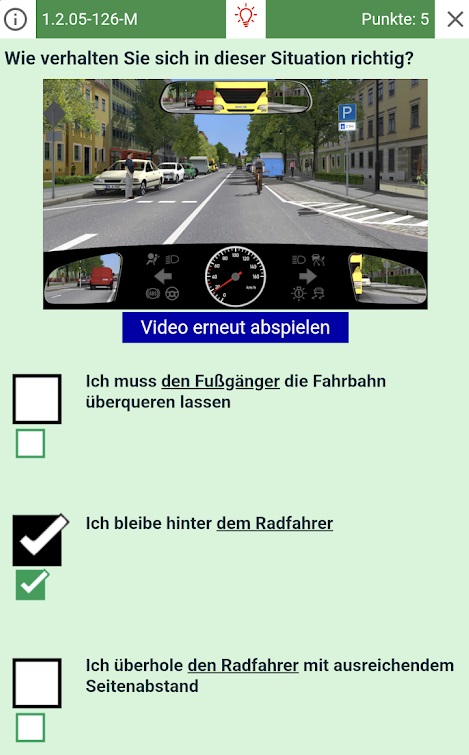 1.2.05-126-M
Punkte: 5
Wie verhalten Sie sich in dieser Situation richtig?
P
Video erneut abspielen
Ich muss den Fußgänger die Fahrbahn
überqueren lassen
Ich bleibe hinter dem Radfahrer
Ich überhole den Radfahrer mit ausreichendem
Seitenabstand